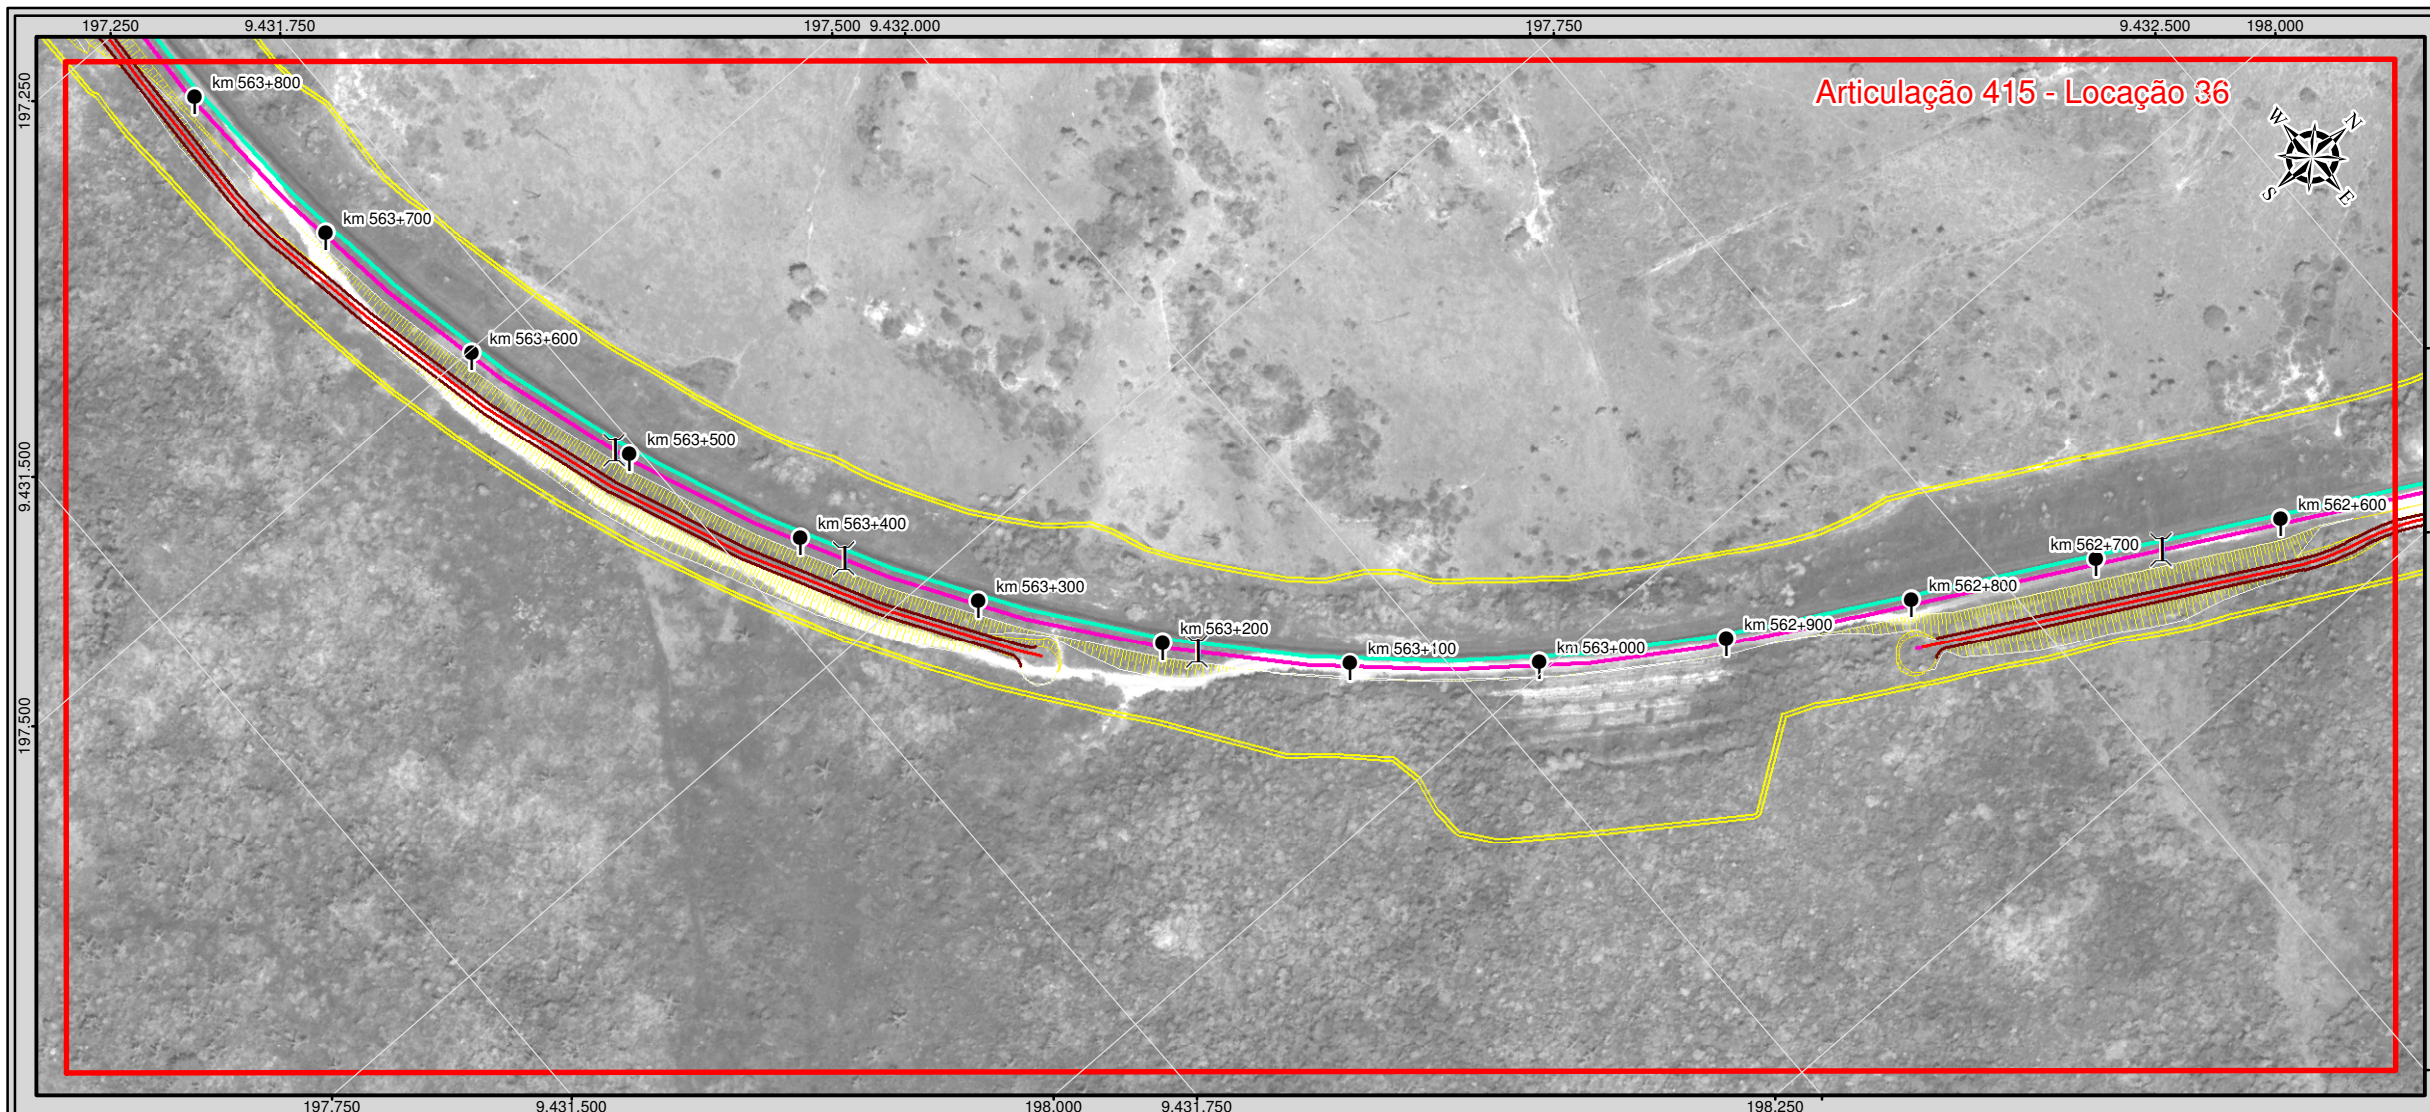 197.250 9.431.750 197.500 9.432.000 197.750 9.432.500 198.000
Articulação 415 - Locação 36
W N
S E
197.250
9.431.500
197.500
km 563+800
km 563+700
km 563+600
km 563+500
km 563+400
km 563+300
km 563+200
km 563+100
km 563+000
km 562+900
km 562+800
km 562+700
km 562+600
197.750 9.431.500 198.000 9.431.750 198.250